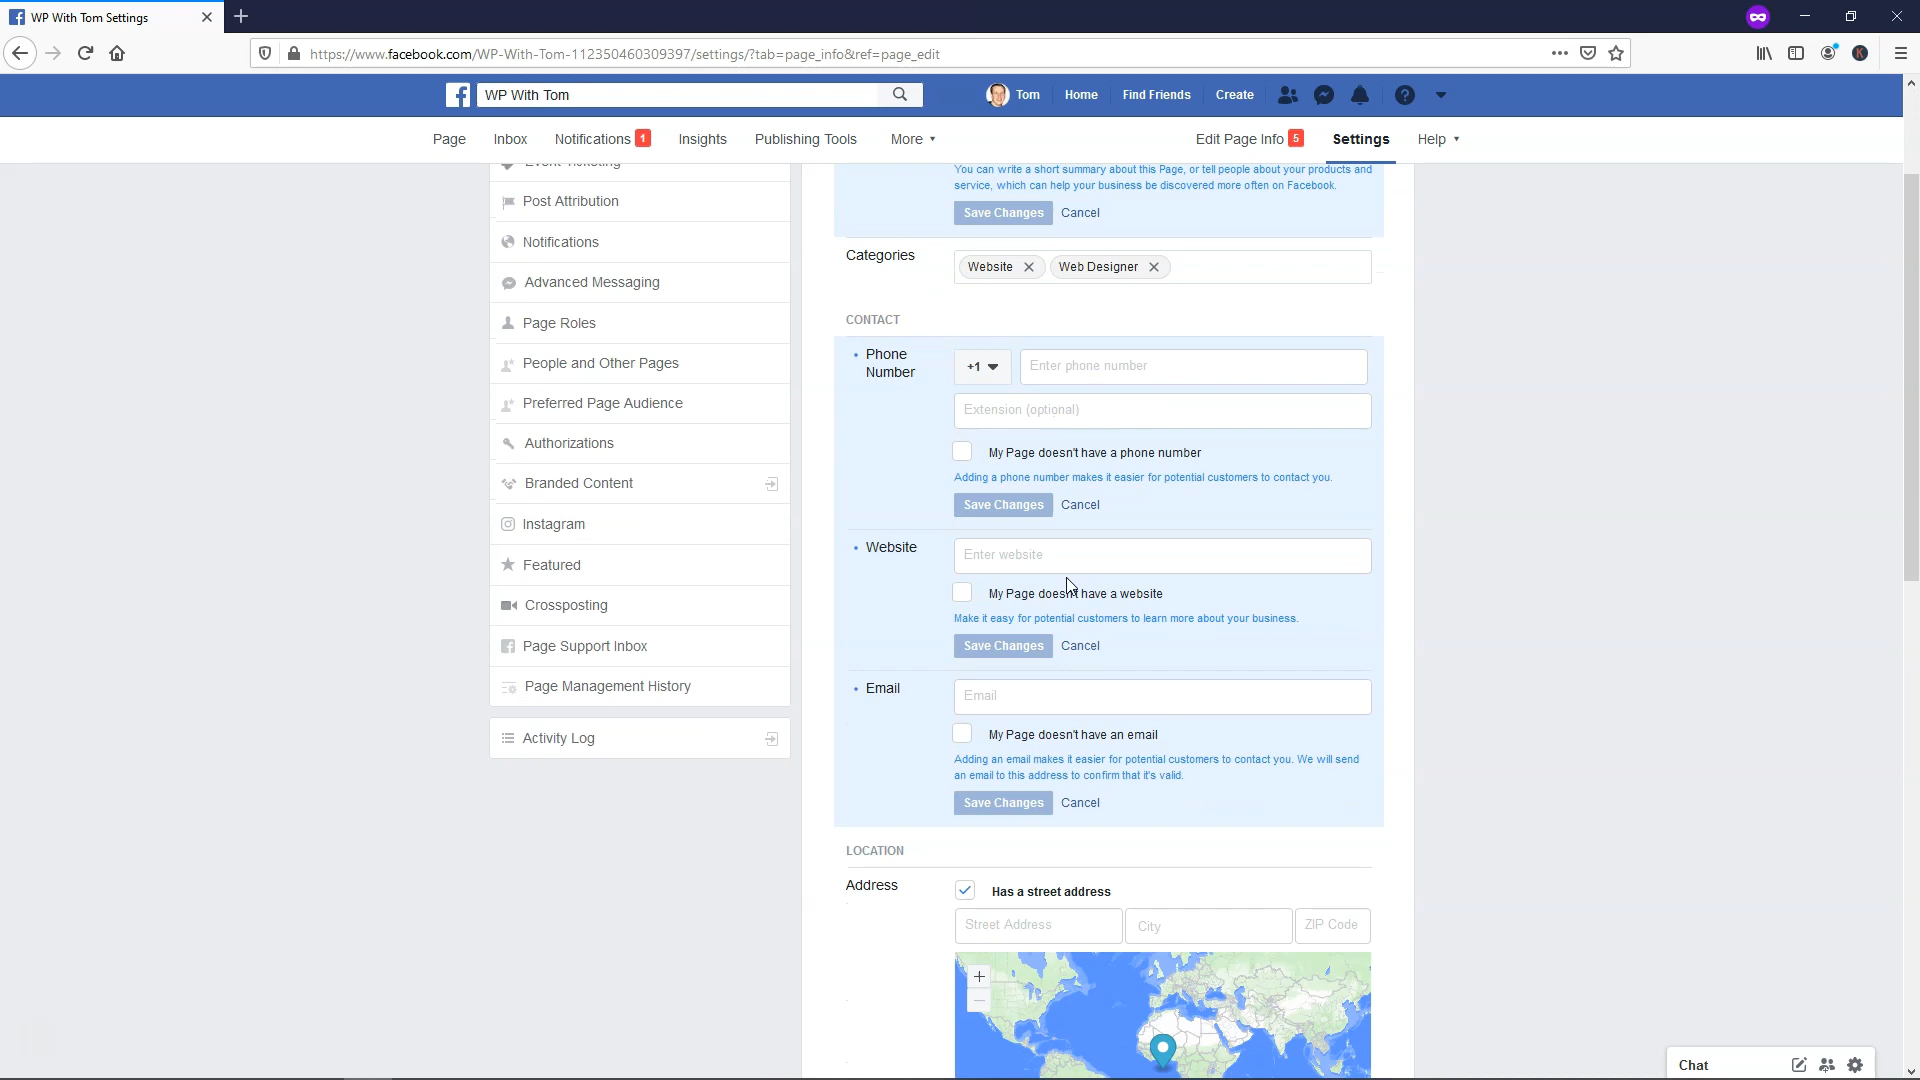 WP With Tom Settings
https://www.facebook.com/WP-With-Tom-112350460309397/settings/?tab=page_info&ref=page_edit
WP With Tom
Tom
Home
Find Friends
Create
Page
Inbox
Notifications 1
Insights
Publishing Tools
More
Edit Page Info 5
Settings
Help
Event Ticketing
Post Attribution
Notifications
Advanced Messaging
Page Roles
People and Other Pages
Preferred Page Audience
Authorizations
Branded Content
Instagram
Featured
Crossposting
Page Support Inbox
Page Management History
Activity Log
You can write a short summary about this Page, or tell people about your products and
service, which can help your business be discovered more often on Facebook.
Save Changes Cancel
Categories
Website
Web Designer
CONTACT
Phone
Number
+1
Enter phone number
Extension (optional)
My Page doesn't have a phone number
Adding a phone number makes it easier for potential customers to contact you.
Save Changes Cancel
Website
Enter website
My Page doesn't have a website
Make it easy for potential customers to learn more about your business.
Save Changes Cancel
Email
Email
My Page doesn't have an email
Adding an email makes it easier for potential customers to contact you. We will send
an email to this address to confirm that it's valid.
Save Changes Cancel
LOCATION
Address
Has a street address
Street Address
City
ZIP Code
Chat